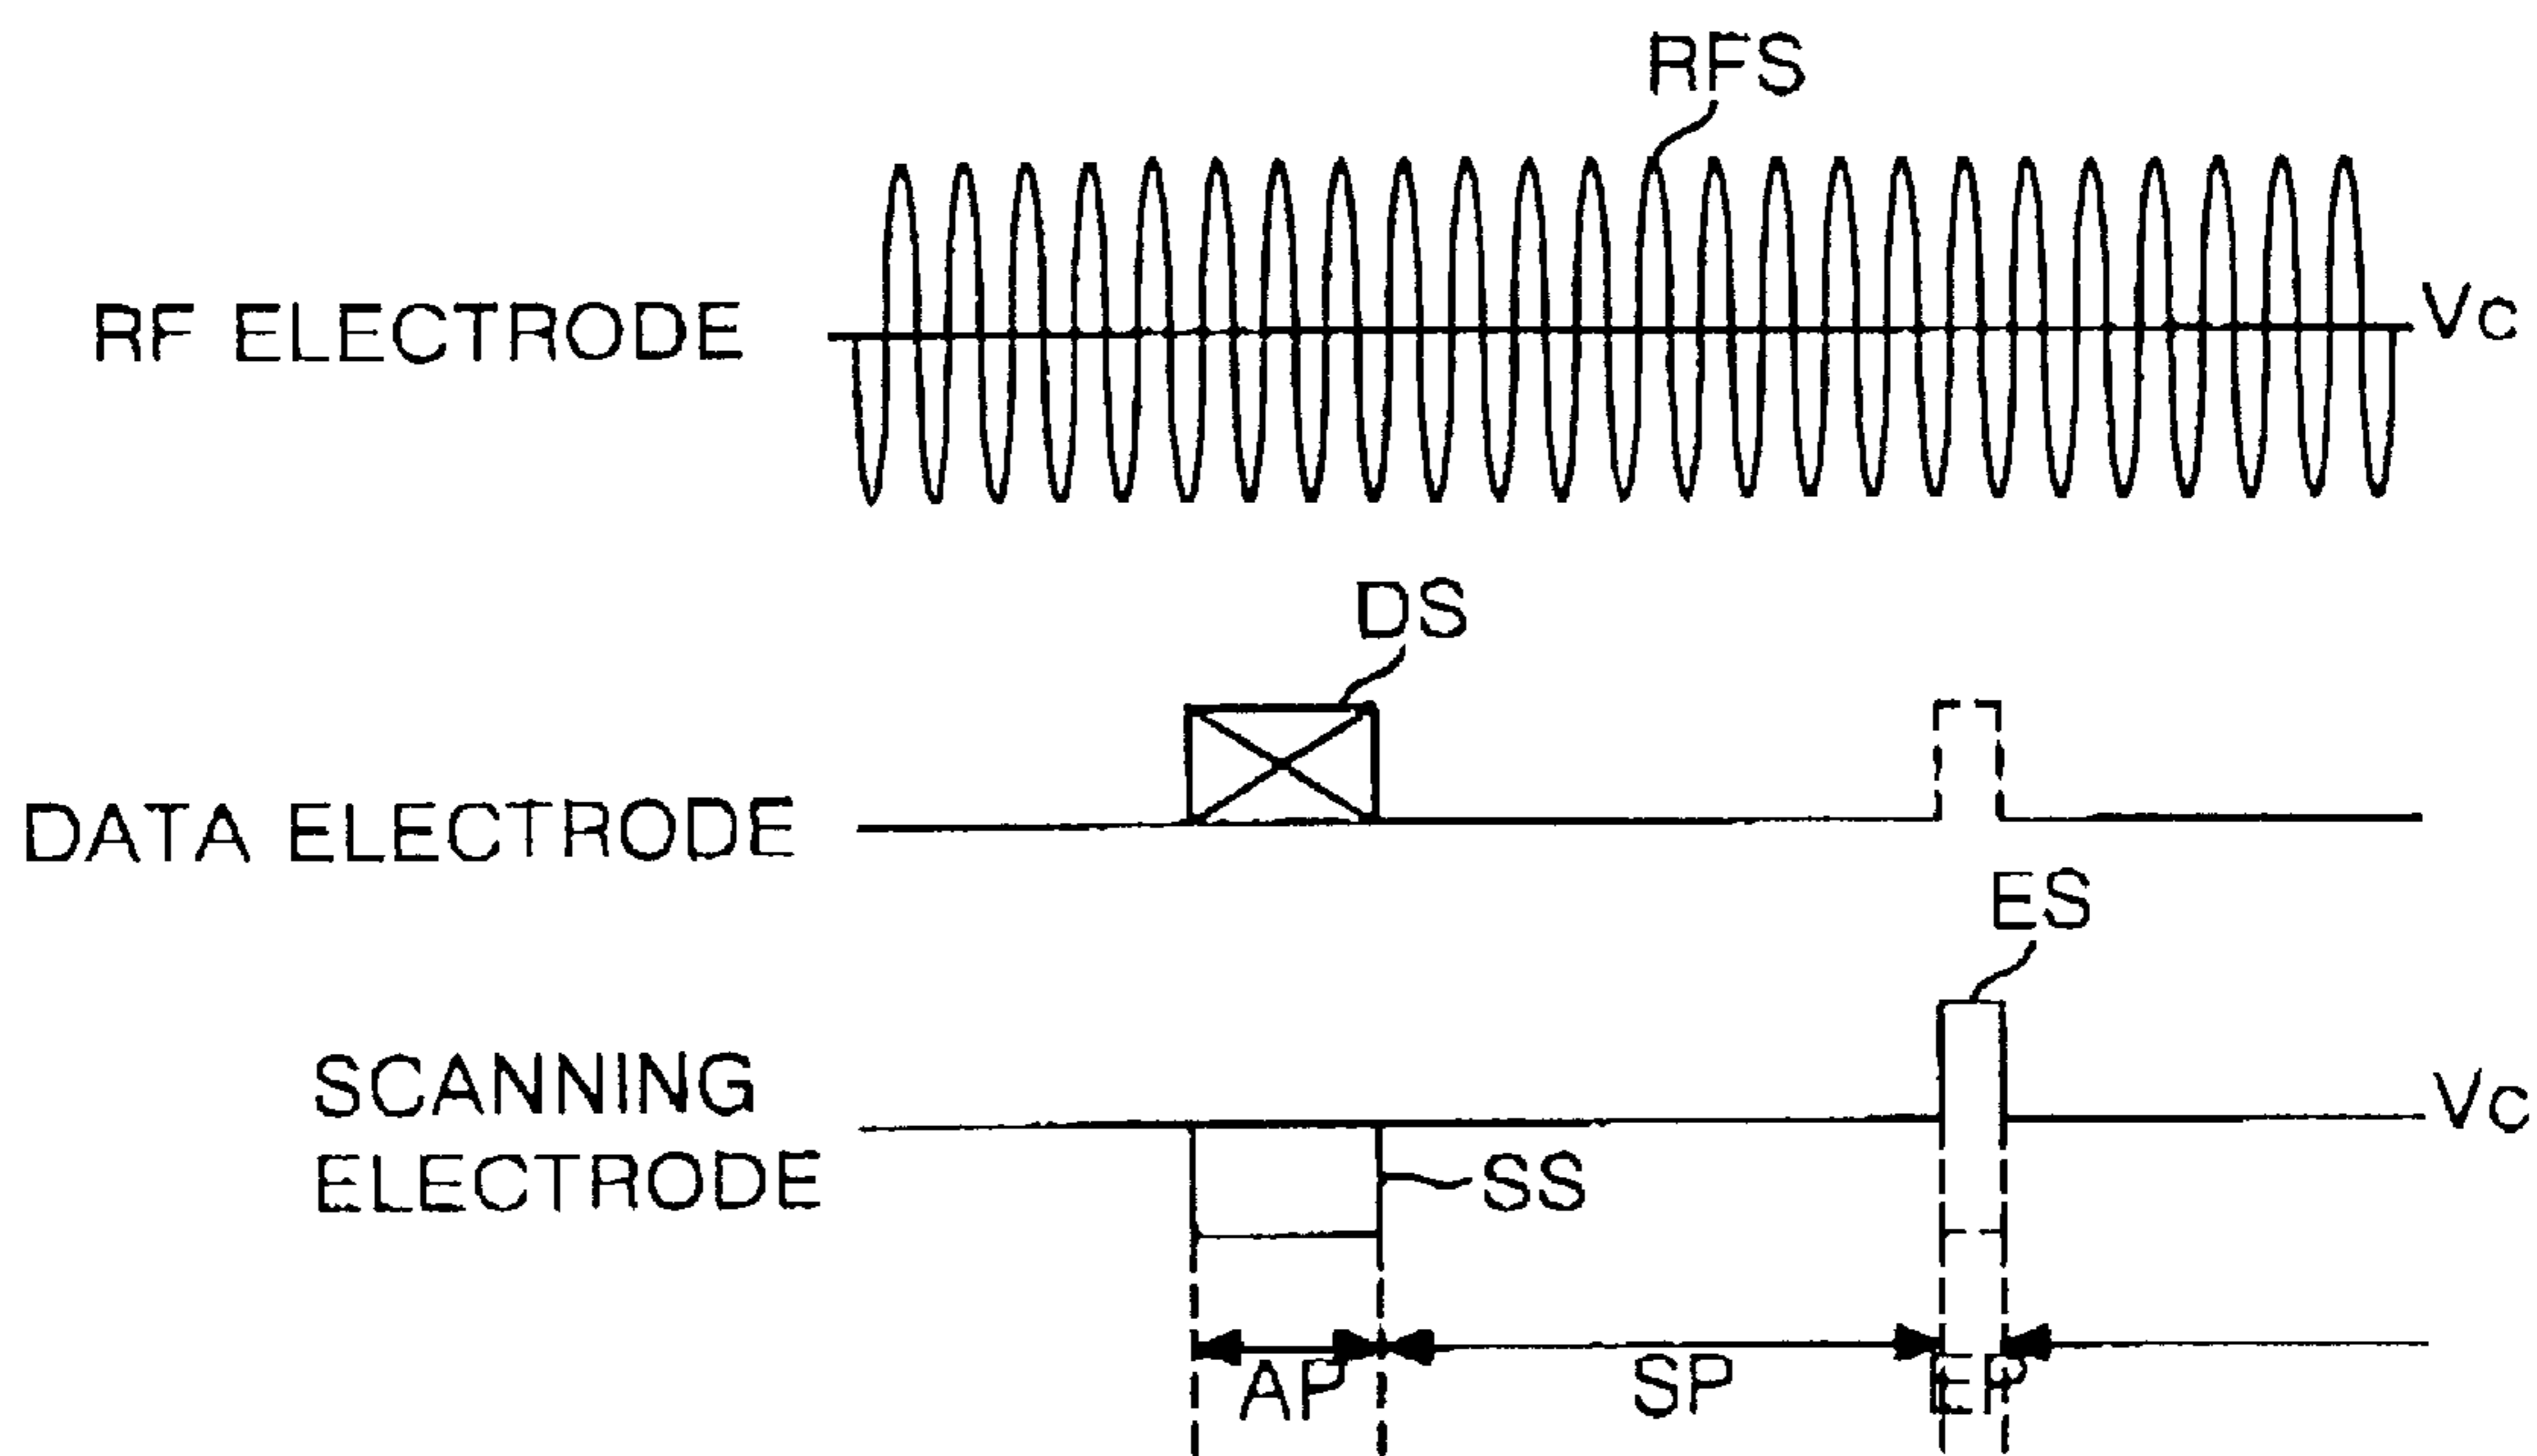 RFS
RF ELECTRODE
Vc
DS
DATA ELECTRODE
ES
SCANNING
ELECTRODE
Vc
SS
AP
SP
EP